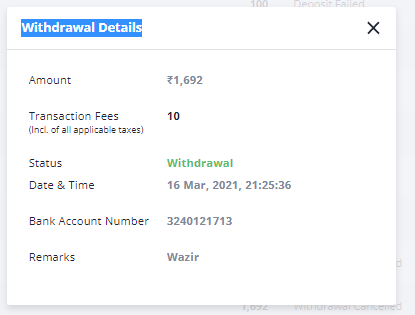 100 Deposit Failed
Withdrawal Details
Amount ₹1,692
Transaction Fees 10
(Incl. of all applicable taxes)
Status Withdrawal
Date & Time 16 Mar, 2021, 21:25:36
Bank Account Number 3240121713
Remarks Wazir
1,692 Withdrawal Cancelled